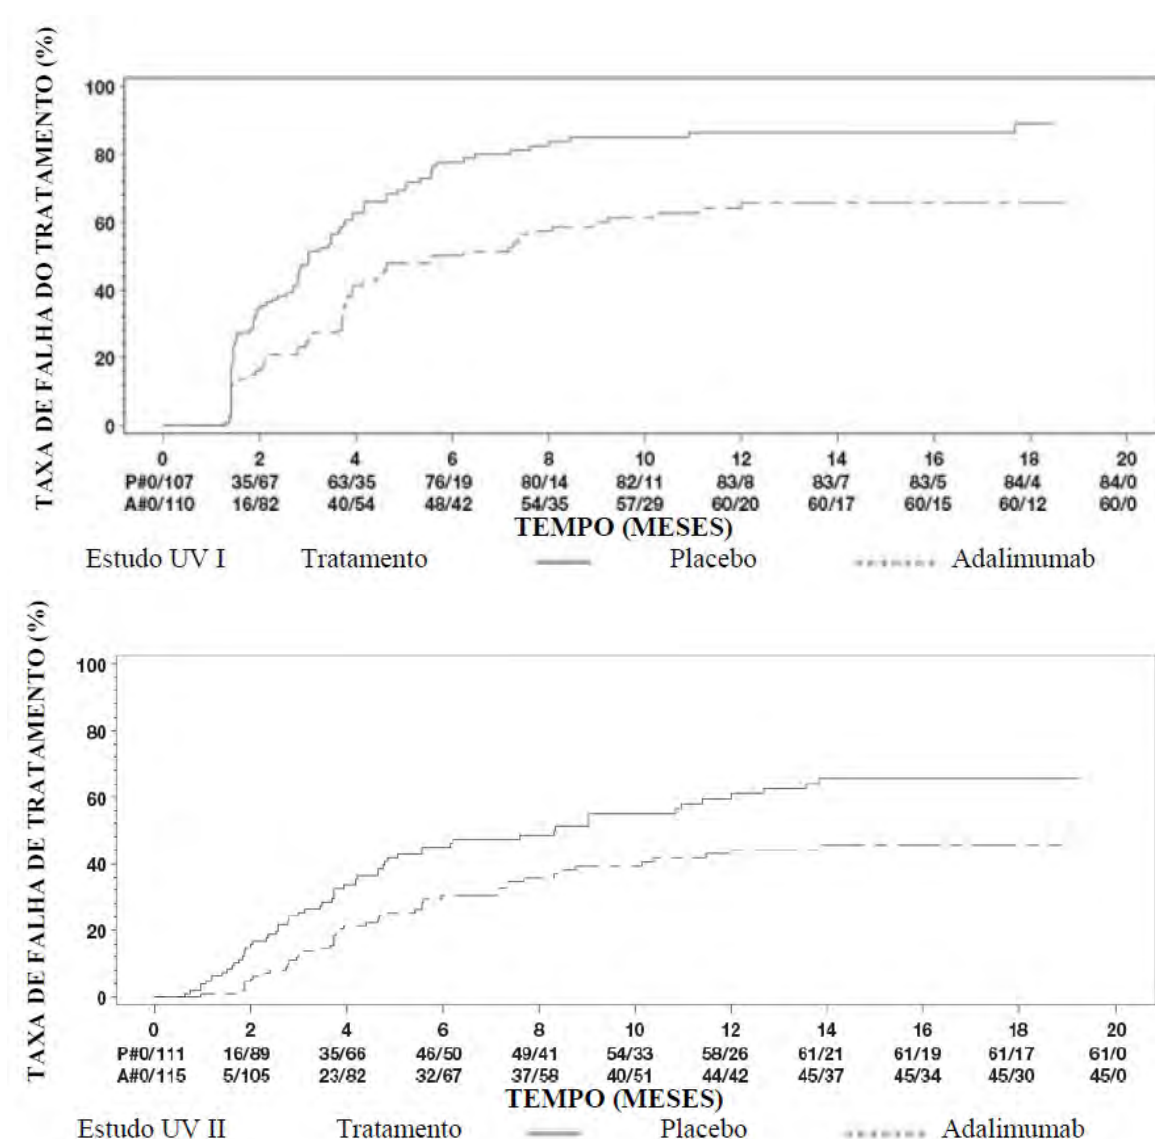 TAXA DE FALHA DO TRATAMENTO (%)
100
80
60
40
20
0
0 2 4 6 8 10 12 14 16 18 20
P#0/107 35/67 63/35 76/19 80/14 82/11 83/8 83/7 83/5 84/4 84/0
A#0/110 16/82 40/54 48/42 54/35 57/29 60/20 60/17 60/15 60/12 60/0
TEMPO (MESES)
Estudo UV I Tratamento Placebo Adalimumab
TAXA DE FALHA DE TRATAMENTO (%)
100
80
60
40
20
0
0 2 4 6 8 10 12 14 16 18 20
P#0/111 16/89 35/66 46/50 49/41 54/33 58/26 61/21 61/19 61/17 61/0
A#0/115 5/105 23/82 32/67 37/58 40/51 44/42 45/37 45/34 45/30 45/0
TEMPO (MESES)
Estudo UV II Tratamento Placebo Adalimumab